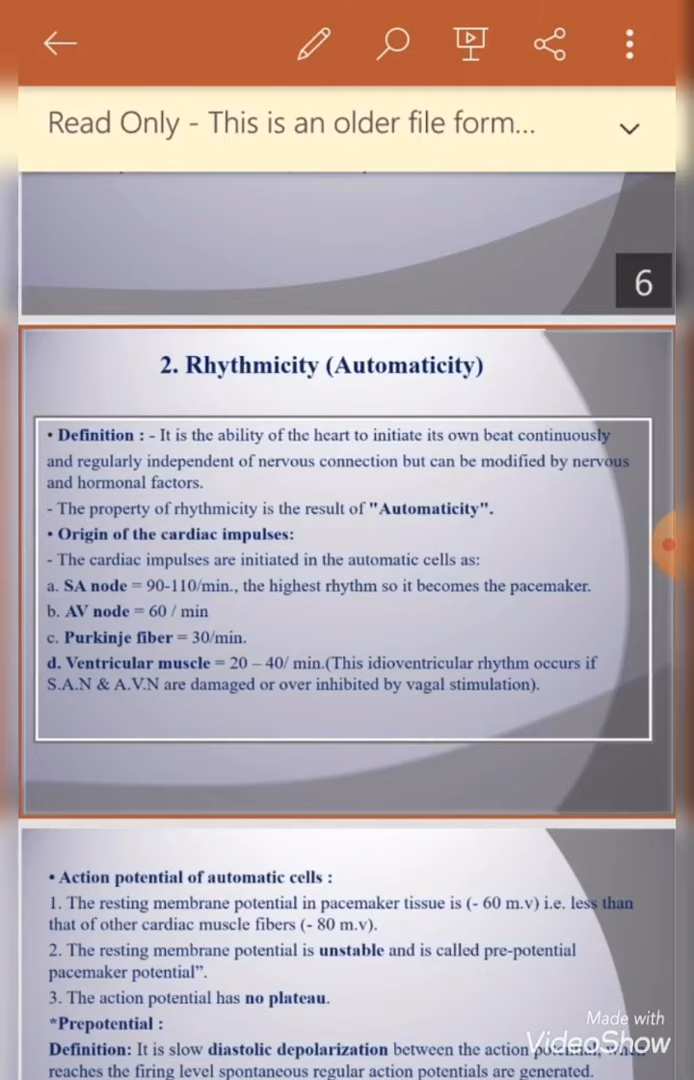 Read Only - This is an older file form...
6
2. Rhythmicity (Automaticity)
• Definition : - It is the ability of the heart to initiate its own beat continuously
and regularly independent of nervous connection but can be modified by nervous
and hormonal factors.
- The property of rhythmicity is the result of "Automaticity".
• Origin of the cardiac impulses:
- The cardiac impulses are initiated in the automatic cells as:
a. SA node = 90-110/min., the highest rhythm so it becomes the pacemaker.
b. AV node = 60 / min
c. Purkinje fiber = 30/min.
d. Ventricular muscle = 20 – 40/ min.(This idioventricular rhythm occurs if
S.A.N & A.V.N are damaged or over inhibited by vagal stimulation).
• Action potential of automatic cells :
1. The resting membrane potential in pacemaker tissue is (- 60 m.v) i.e. less than
that of other cardiac muscle fibers (- 80 m.v).
2. The resting membrane potential is unstable and is called pre-potential
pacemaker potential”.
3. The action potential has no plateau.
*Prepotential :
Definition: It is slow diastolic depolarization between the action potential, when
reaches the firing level spontaneous regular action potentials are generated.
Made with
VideoShow